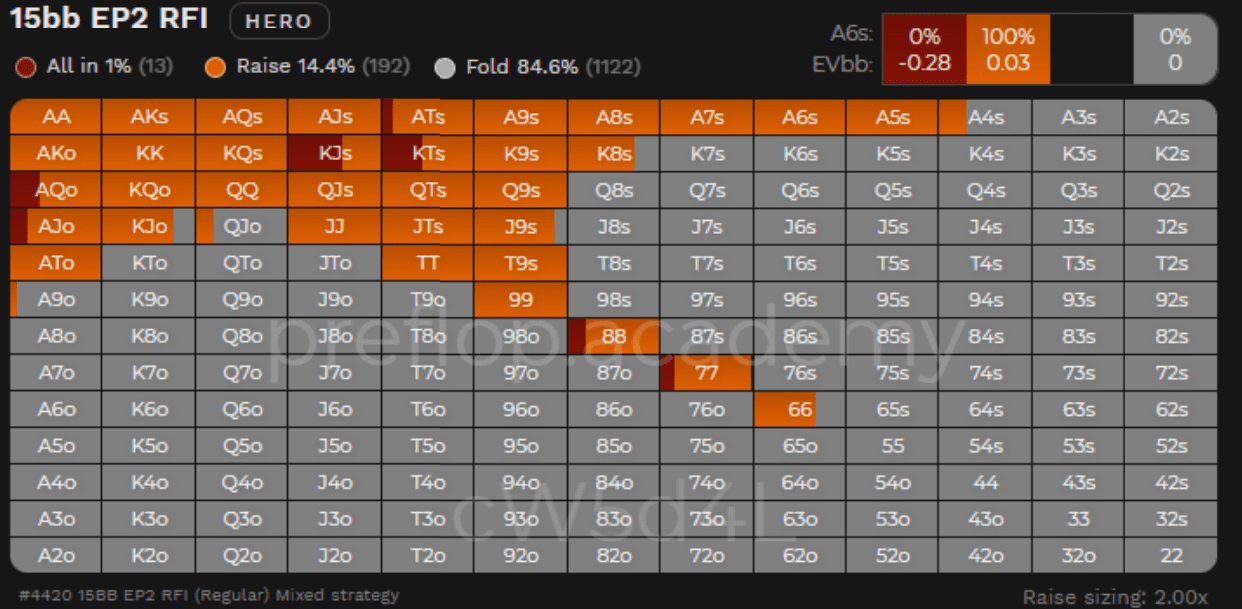 15bb EP2 RFI HERO
All in 1% (13) Raise 14.4% (192) Fold 84.6% (1122)
A6s: 0% 100% 0%
EVbb: -0.28 0.03 0
AA AKs AQs AJs ATs A9s A8s A7s A6s A5s A4s A3s A2s
AKo KK KQs KJs KTs K9s K8s K7s K6s K5s K4s K3s K2s
AQo KQo QQ QJs QTs Q9s Q8s Q7s Q6s Q5s Q4s Q3s Q2s
AJo KJo QJo JJ JTs J9s J8s J7s J6s J5s J4s J3s J2s
ATo KTo QTo JTo TT T9s T8s T7s T6s T5s T4s T3s T2s
A9o K9o Q9o J9o T9o 99 98s 97s 96s 95s 94s 93s 92s
A8o K8o Q8o J8o T8o 98o 88 87s 86s 85s 84s 83s 82s
preflop.academy
A7o K7o Q7o J7o T7o 97o 87o 77 76s 75s 74s 73s 72s
A6o K6o Q6o J6o T6o 96o 86o 76o 66 65s 64s 63s 62s
A5o K5o Q5o J5o T5o 95o 85o 75o 65o 55 54s 53s 52s
A4o K4o Q4o J4o T4o 94o 84o 74o 64o 54o 44 43s 42s
cW5d4L
A3o K3o Q3o J3o T3o 93o 83o 73o 63o 53o 43o 33 32s
A2o K2o Q2o J2o T2o 92o 82o 72o 62o 52o 42o 32o 22
#4420 15BB EP2 RFI (Regular) Mixed strategy Raise sizing: 2.00x